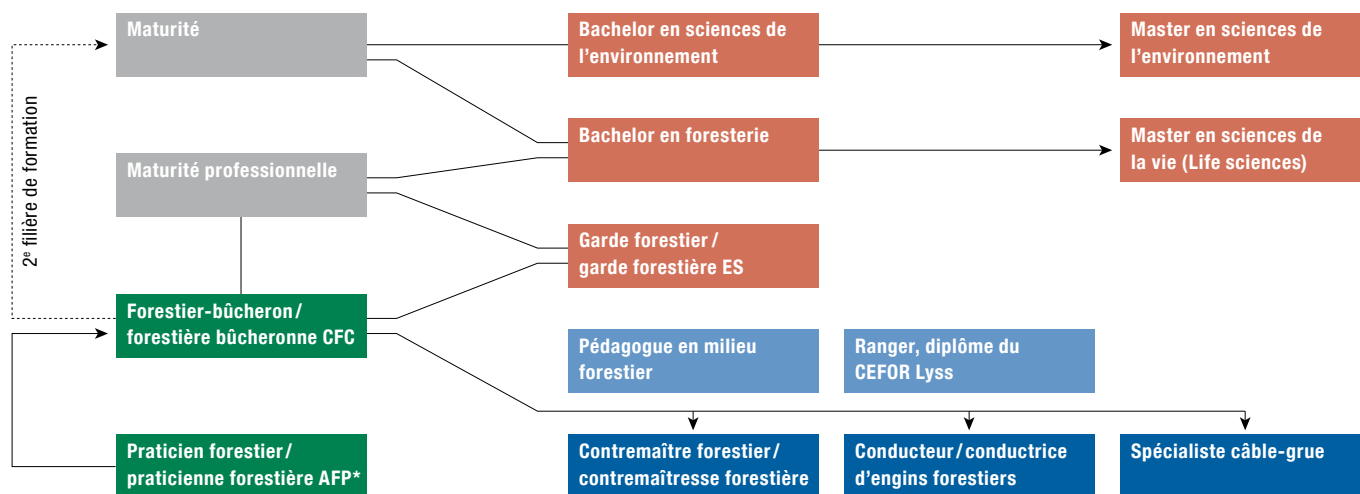 Maturité
Bachelor en sciences de
l'environnement
Master en sciences de
l'environnement
2e filière de formation
Bachelor en foresterie
Master en sciences de
la vie (Life sciences)
Maturité professionnelle
Garde forestier /
garde forestière ES
Forestier-bûcheron /
forestière bûcheronne CFC
Pédagogue en milieu
forestier
Ranger, diplôme du
CEFOR Lyss
Praticien forestier /
praticienne forestière AFP*
Contremaître forestier /
contremaîtresse forestière
Conducteur / conductrice
d'engins forestiers
Spécialiste câble-grue